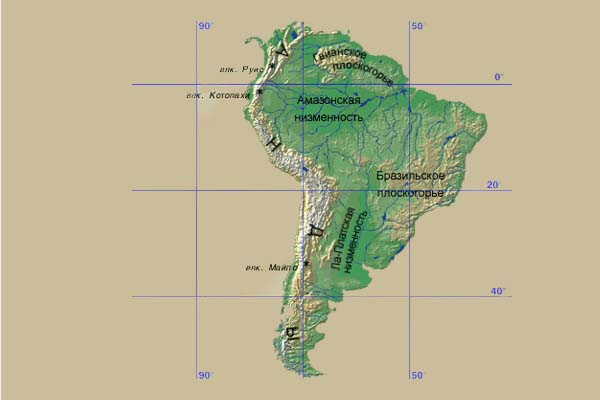 90°
50°
А
Гвианское
плоскогорье
влк. Руис
0°
влк. Котопахи
Амазонская
низменность
Н
Бразильское
20°
плоскогорье
Д
Ла-Платская
низменность
влк. Майпо
40°
Ы
90°
50°